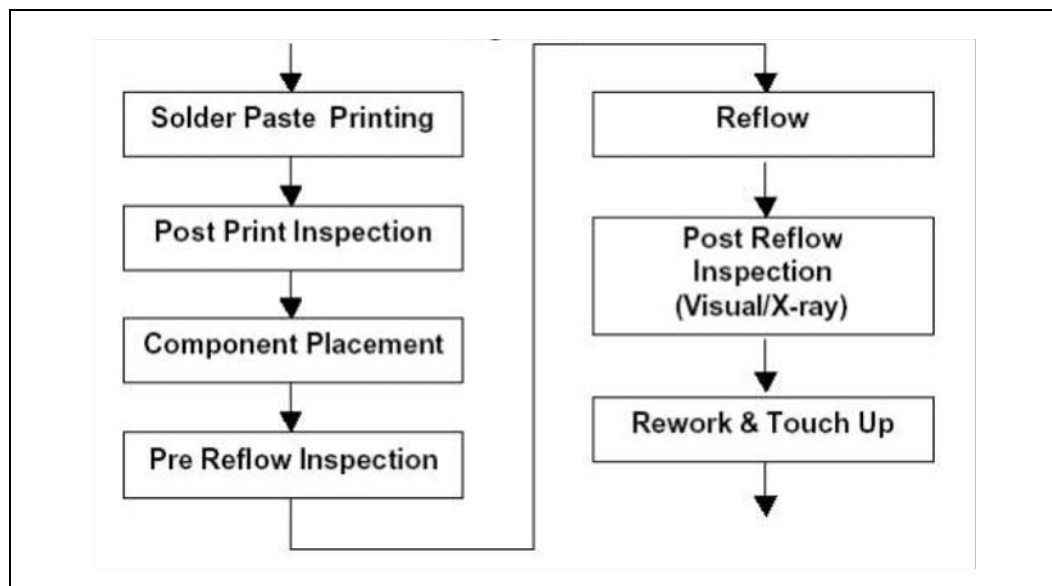 Solder Paste Printing
Post Print Inspection
Component Placement
Pre Reflow Inspection
Reflow
Post Reflow
Inspection
(Visual/X-ray)
Rework & Touch Up